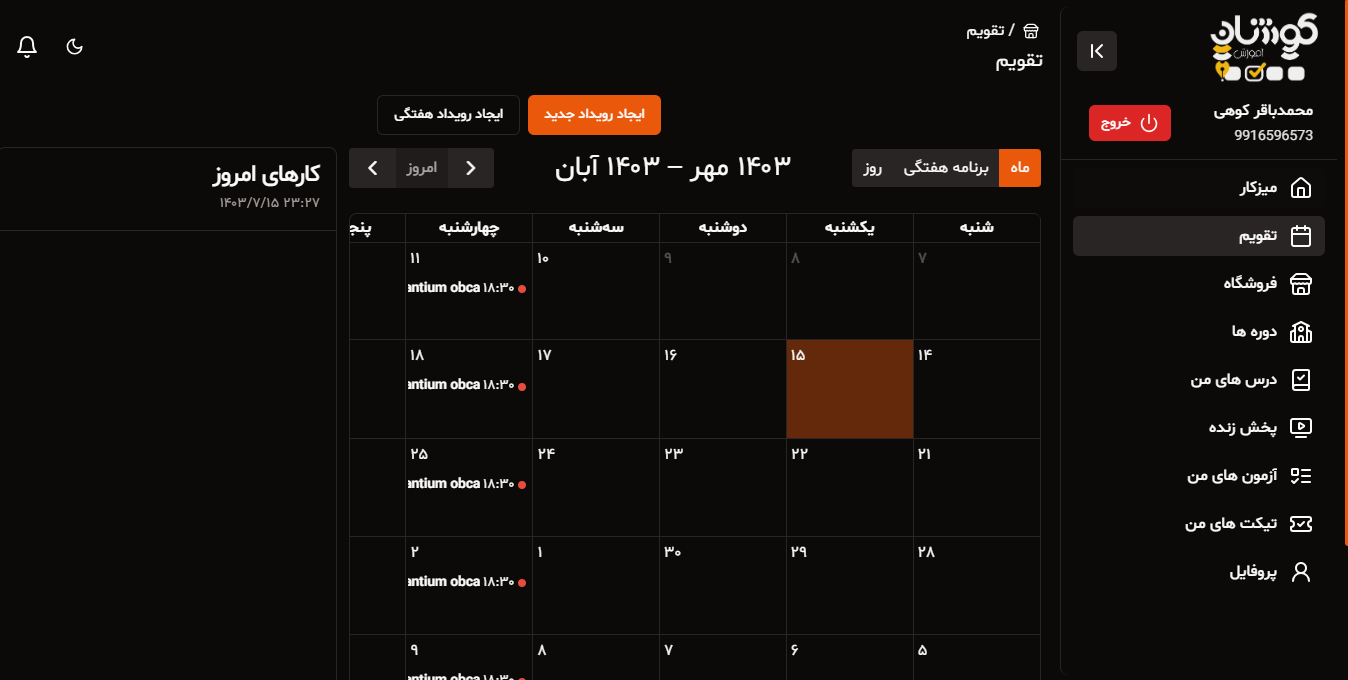 کوشان
آموزش
محمدباقر کوهی
9916596573
خروج
میزکار
تقویم
فروشگاه
دوره ها
درس های من
پخش زنده
آزمون های من
تیکت های من
پروفایل
/ تقویم
تقویم
ایجاد رویداد جدید
ایجاد رویداد هفتگی
ماه
برنامه هفتگی
روز
۱۴۰۳ مهر – ۱۴۰۳ آبان
امروز
شنبه یکشنبه دوشنبه سه‌شنبه چهارشنبه پنج
۷ ۸ ۹ ۱۰ ۱۱
۱۸:۳۰ antium obca
۱۴ ۱۵ ۱۶ ۱۷ ۱۸
۱۸:۳۰ antium obca
۲۱ ۲۲ ۲۳ ۲۴ ۲۵
۱۸:۳۰ antium obca
۲۸ ۲۹ ۳۰ ۱ ۲
۱۸:۳۰ antium obca
۵ ۶ ۷ ۸ ۹
۱۸:۳۰ antium obca
کارهای امروز
۱۴۰۳/۷/۱۵ ۲۳:۲۷